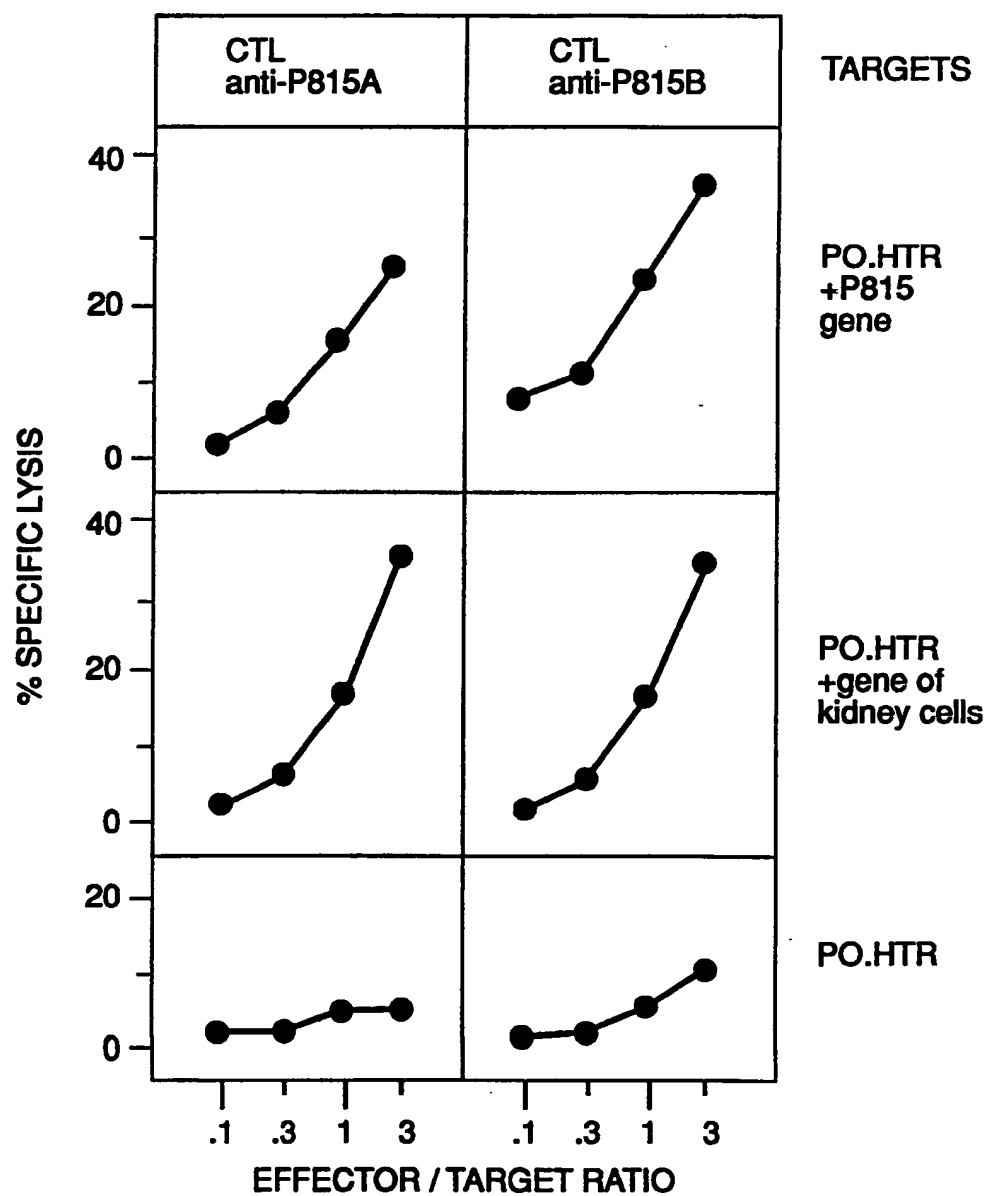 CTL
anti-P815A
CTL
anti-P815B
TARGETS
% SPECIFIC LYSIS
40
20
0
PO.HTR
+P815
gene
40
20
0
PO.HTR
+gene of
kidney cells
20
0
PO.HTR
.1 .3 1 3 .1 .3 1 3
EFFECTOR / TARGET RATIO